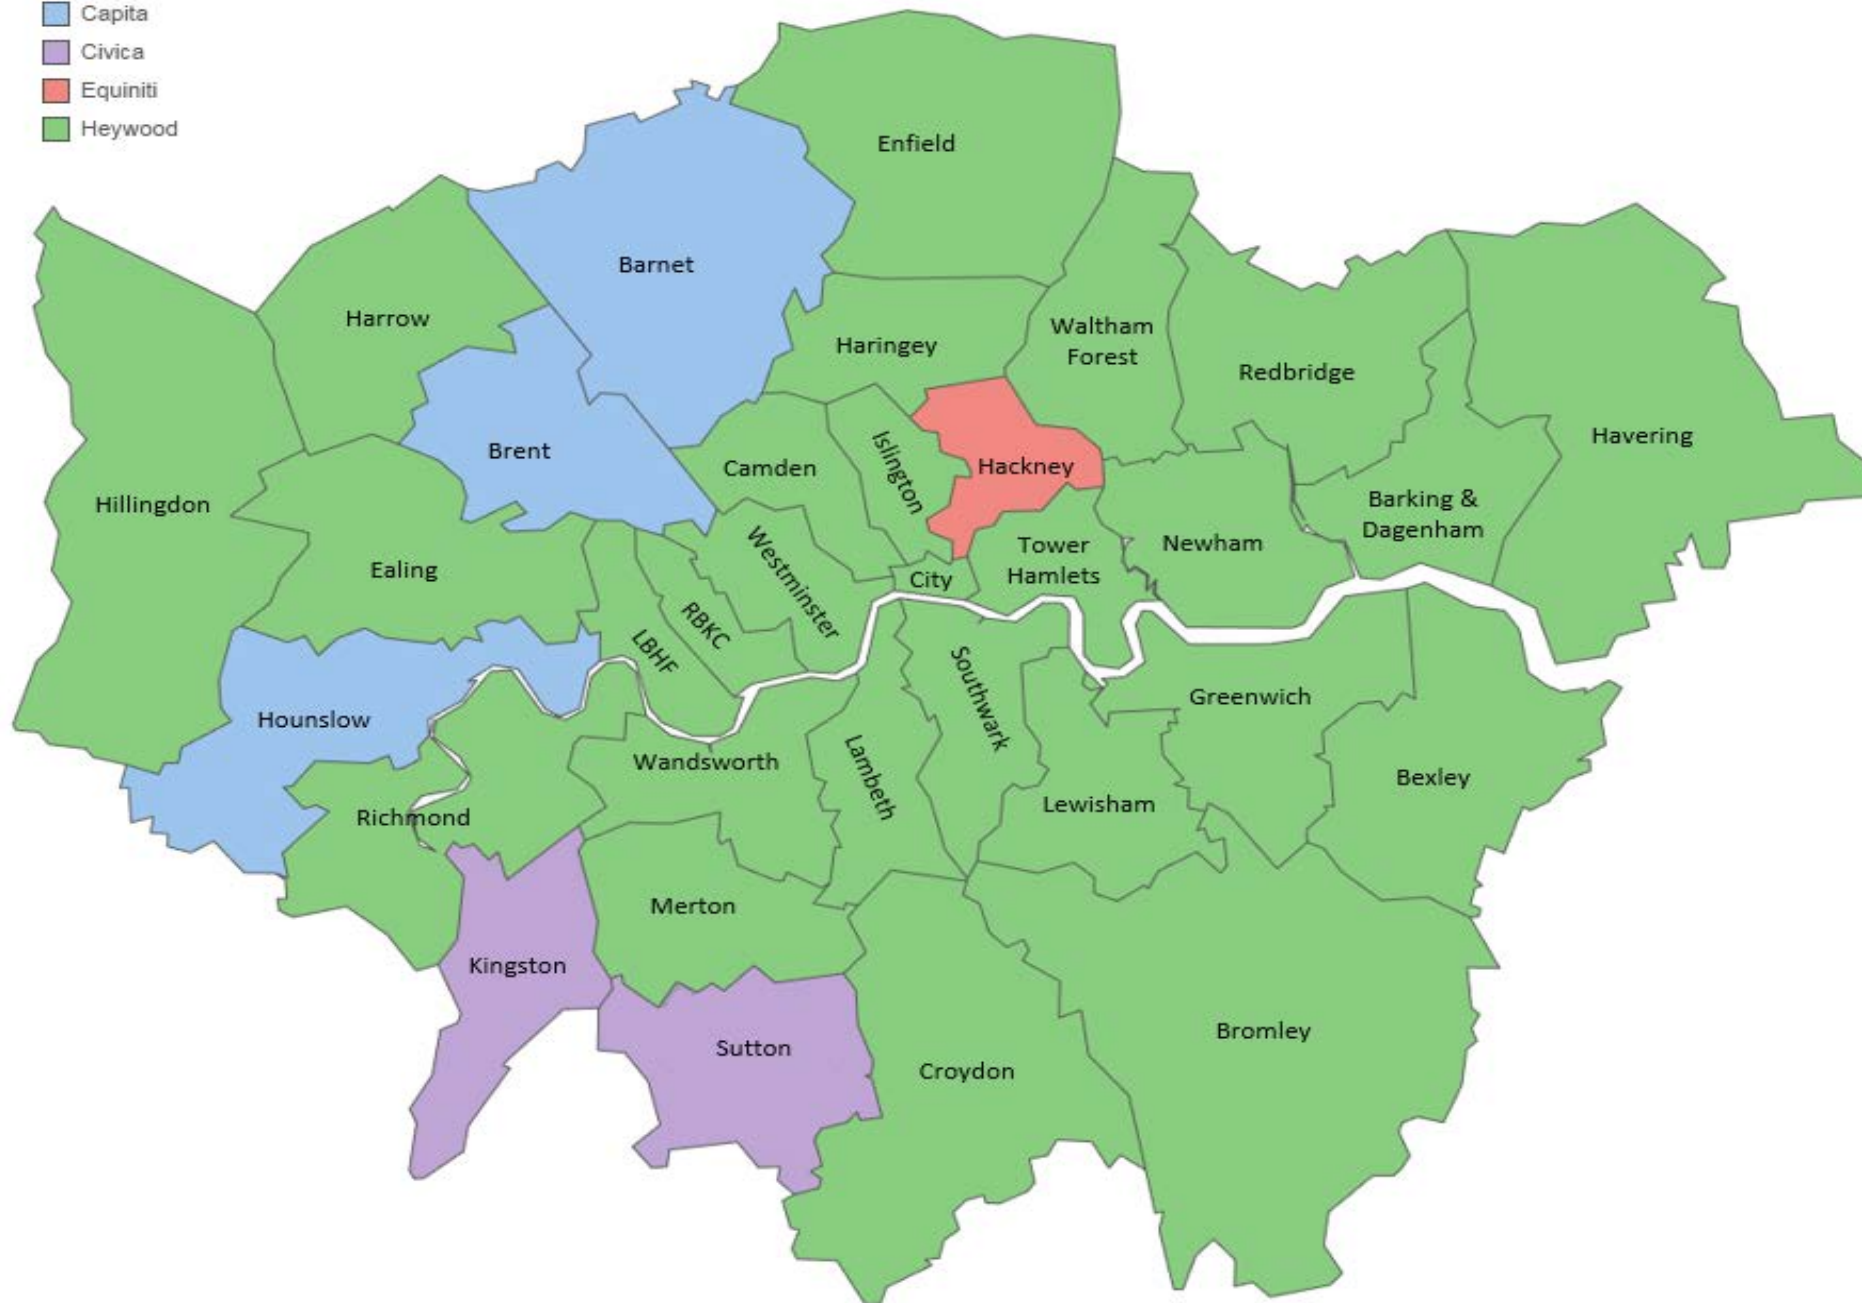 Capita
Civica
Equiniti
Heywood
Enfield
Barnet
Harrow
Haringey
Waltham
Forest
Redbridge
Havering
Brent
Camden
Islington
Hackney
Hillingdon
Barking &
Dagenham
Ealing
Westminster
City
Tower
Hamlets
Newham
RBKC
LBHF
Hounslow
Southwark
Greenwich
Wandsworth
Lambeth
Bexley
Richmond
Lewisham
Merton
Kingston
Sutton
Croydon
Bromley